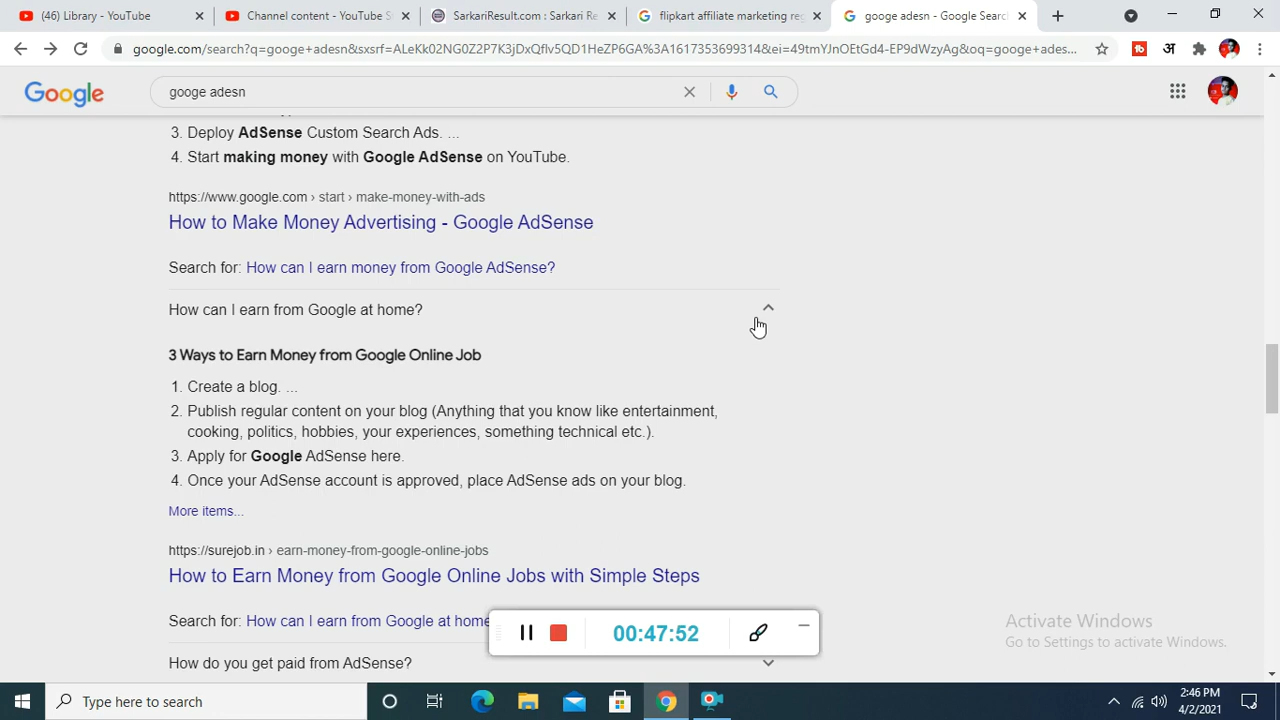 (46) Library - YouTube
Channel content - YouTube S
SarkariResult.com : Sarkari Re
flipkart affiliate marketing reg
googe adesn - Google Search
google.com/search?q=googe+adesn&sxsrf=ALeKk02NG0Z2P7K3jDxQflv5QD1HeZP6GA%3A1617353699314&ei=49tmYJnOEtGd4-EP9dWzyAg&oq=googe+ades...
अ
Google
googe adesn
3. Deploy AdSense Custom Search Ads. ...
4. Start making money with Google AdSense on YouTube.
https://www.google.com › start › make-money-with-ads
How to Make Money Advertising - Google AdSense
Search for: How can I earn money from Google AdSense?
How can I earn from Google at home?
3 Ways to Earn Money from Google Online Job
1. Create a blog. ...
2. Publish regular content on your blog (Anything that you know like entertainment,
cooking, politics, hobbies, your experiences, something technical etc.).
3. Apply for Google AdSense here.
4. Once your AdSense account is approved, place AdSense ads on your blog.
More items...
https://surejob.in › earn-money-from-google-online-jobs
How to Earn Money from Google Online Jobs with Simple Steps
Search for: How can I earn from Google at home
00:47:52
How do you get paid from AdSense?
Activate Windows
Go to Settings to activate Windows.
Type here to search
2:46 PM
4/2/2021